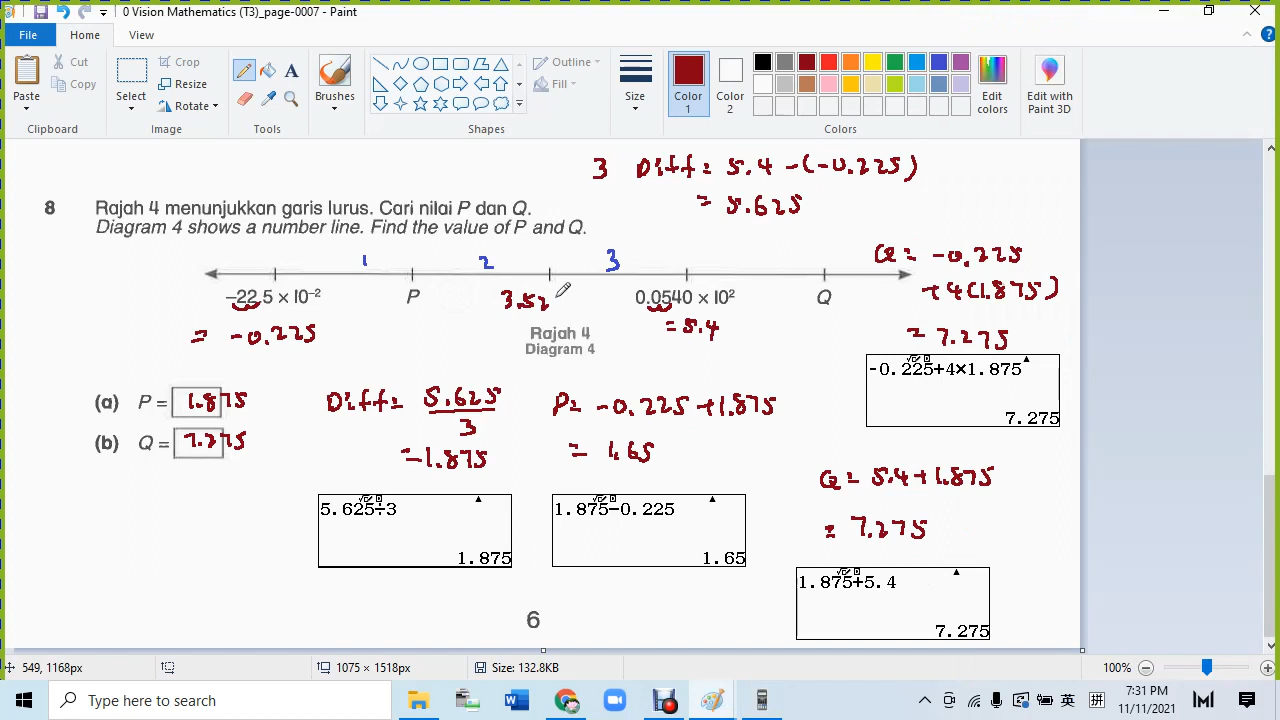 0 Vision Mathematics (T3)_page-0007 - Paint
File Home View
Paste Cut Copy Clipboard
Select Crop Resize Rotate Image
Tools
Brushes
Outline Fill Shapes
Size
Color 1 Color 2 Edit colors Colors
Edit with Paint 3D
3 Diff = 5.4 -(-0.225)
= 5.625
8 Rajah 4 menunjukkan garis lurus. Cari nilai P dan Q.
Diagram 4 shows a number line. Find the value of P and Q.
1 2 3
−22.5 × 10⁻² P 3.52 0.0540 × 10² Q
= -0.225 = 5.4
Rajah 4
Diagram 4
Q = -0.225
+ 4(1.875)
= 7.275
-0.225+4×1.875
7.275
(a) P = 1.875
(b) Q = 7.275
Diff = 5.625
3
= 1.875
P = -0.225 + 1.875
= 1.65
Q = 5.4 + 1.875
= 7.275
5.625÷3
1.875
1.875-0.225
1.65
1.875+5.4
7.275
6
549, 1168px 1075 × 1518px Size: 132.8KB 100%
Type here to search
英 拼
7:31 PM
11/11/2021